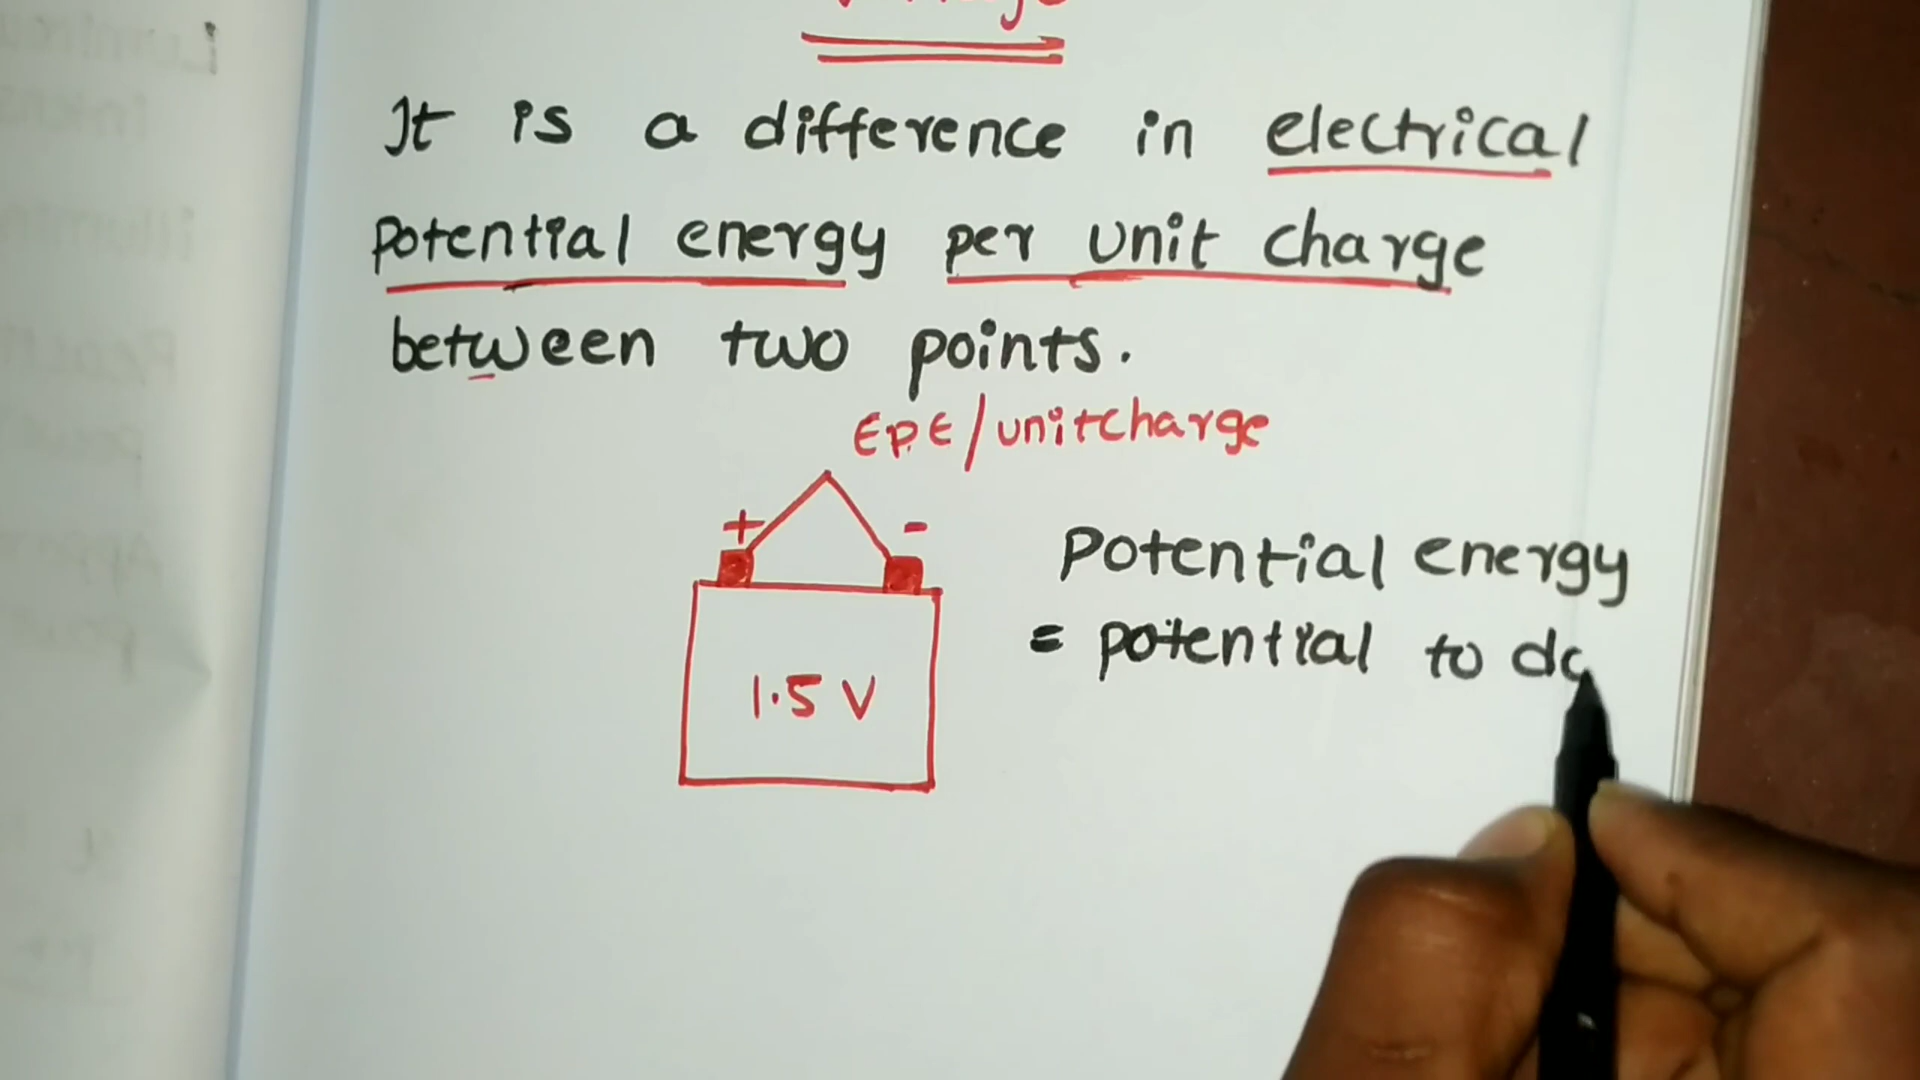 It is a difference in electrical
potential energy per unit charge
between two points.
EPE/unitcharge
+ -
Potential energy
= potential to do
1.5 V